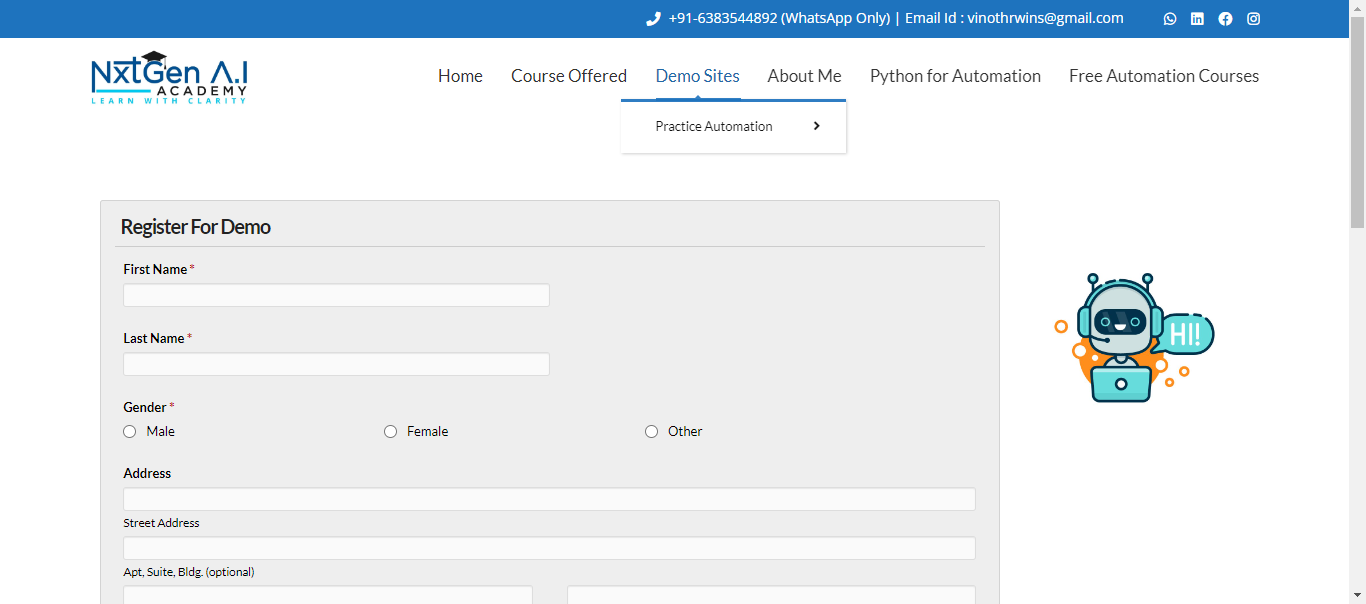 +91-6383544892 (WhatsApp Only) | Email Id : vinothrwins@gmail.com
NxtGen A.I
ACADEMY
LEARN WITH CLARITY
Home Course Offered Demo Sites About Me Python for Automation Free Automation Courses
Practice Automation
Register For Demo
First Name *
Last Name *
Gender *
Male Female Other
Address
Street Address
Apt, Suite, Bldg. (optional)
HI!